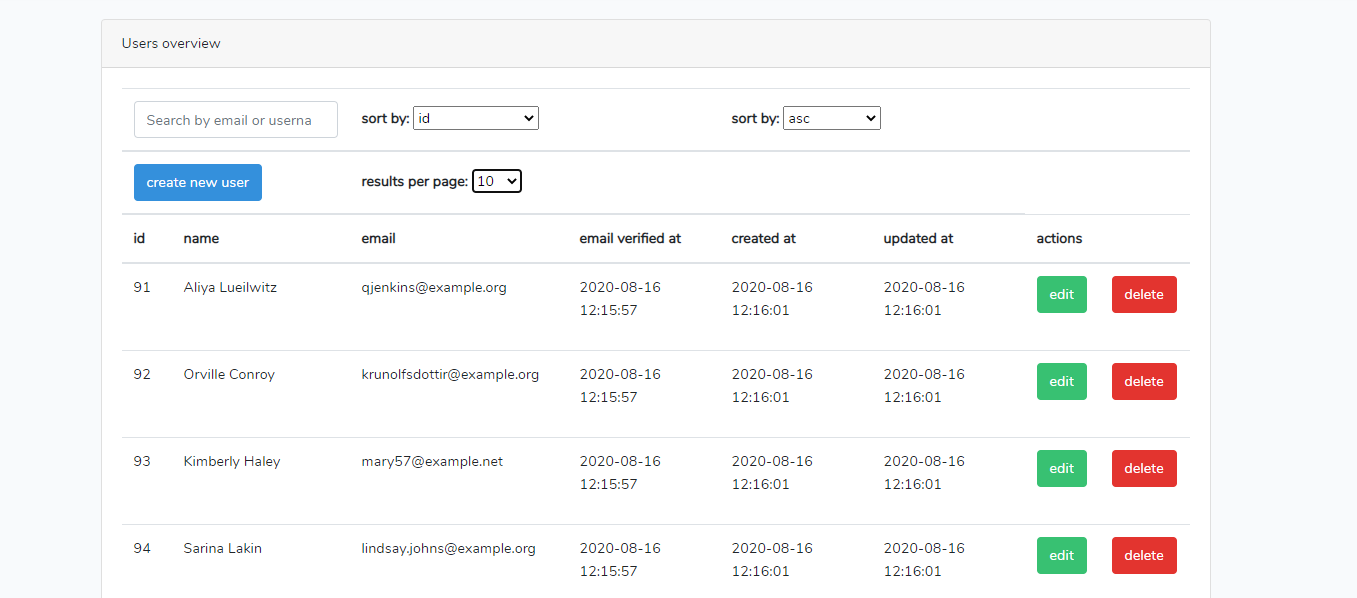 Users overview
Search by email or userna
sort by: id
sort by: asc
create new user
results per page: 10
id name email email verified at created at updated at actions
91 Aliya Lueilwitz qjenkins@example.org 2020-08-16 2020-08-16 2020-08-16 edit delete
12:15:57 12:16:01 12:16:01
92 Orville Conroy krunolfsdottir@example.org 2020-08-16 2020-08-16 2020-08-16 edit delete
12:15:57 12:16:01 12:16:01
93 Kimberly Haley mary57@example.net 2020-08-16 2020-08-16 2020-08-16 edit delete
12:15:57 12:16:01 12:16:01
94 Sarina Lakin lindsay.johns@example.org 2020-08-16 2020-08-16 2020-08-16 edit delete
12:15:57 12:16:01 12:16:01